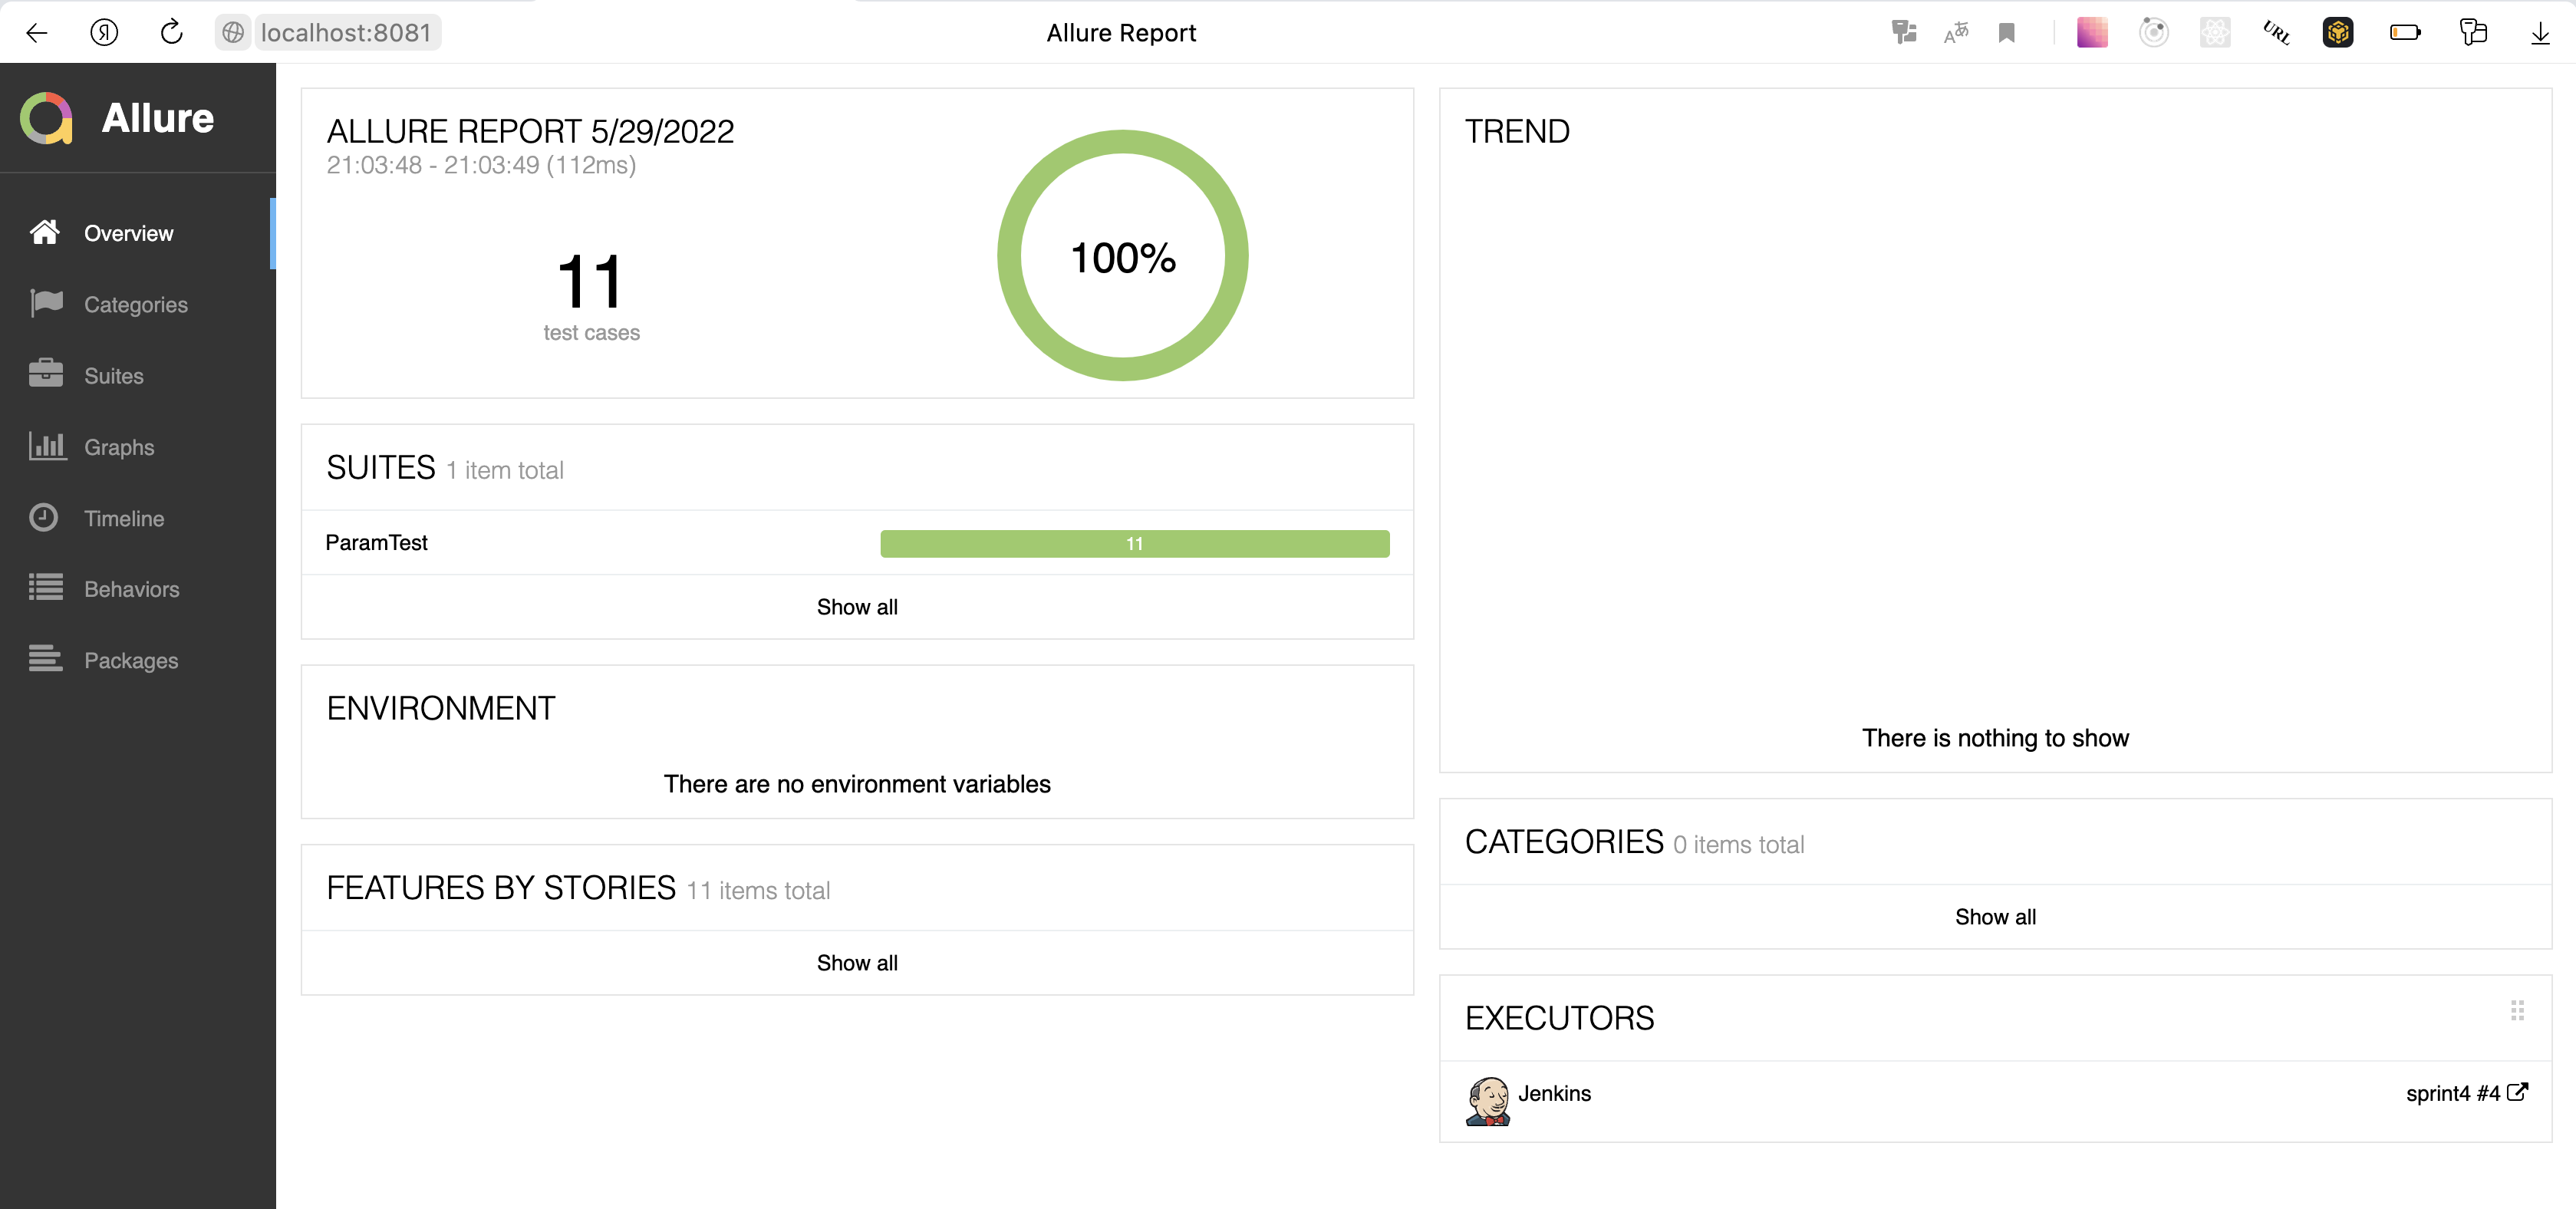 localhost:8081
Allure Report
URL
Allure
Overview
Categories
Suites
Graphs
Timeline
Behaviors
Packages
ALLURE REPORT 5/29/2022
21:03:48 - 21:03:49 (112ms)
11
test cases
100%
SUITES 1 item total
ParamTest
11
Show all
ENVIRONMENT
There are no environment variables
FEATURES BY STORIES 11 items total
Show all
TREND
There is nothing to show
CATEGORIES 0 items total
Show all
EXECUTORS
Jenkins
sprint4 #4